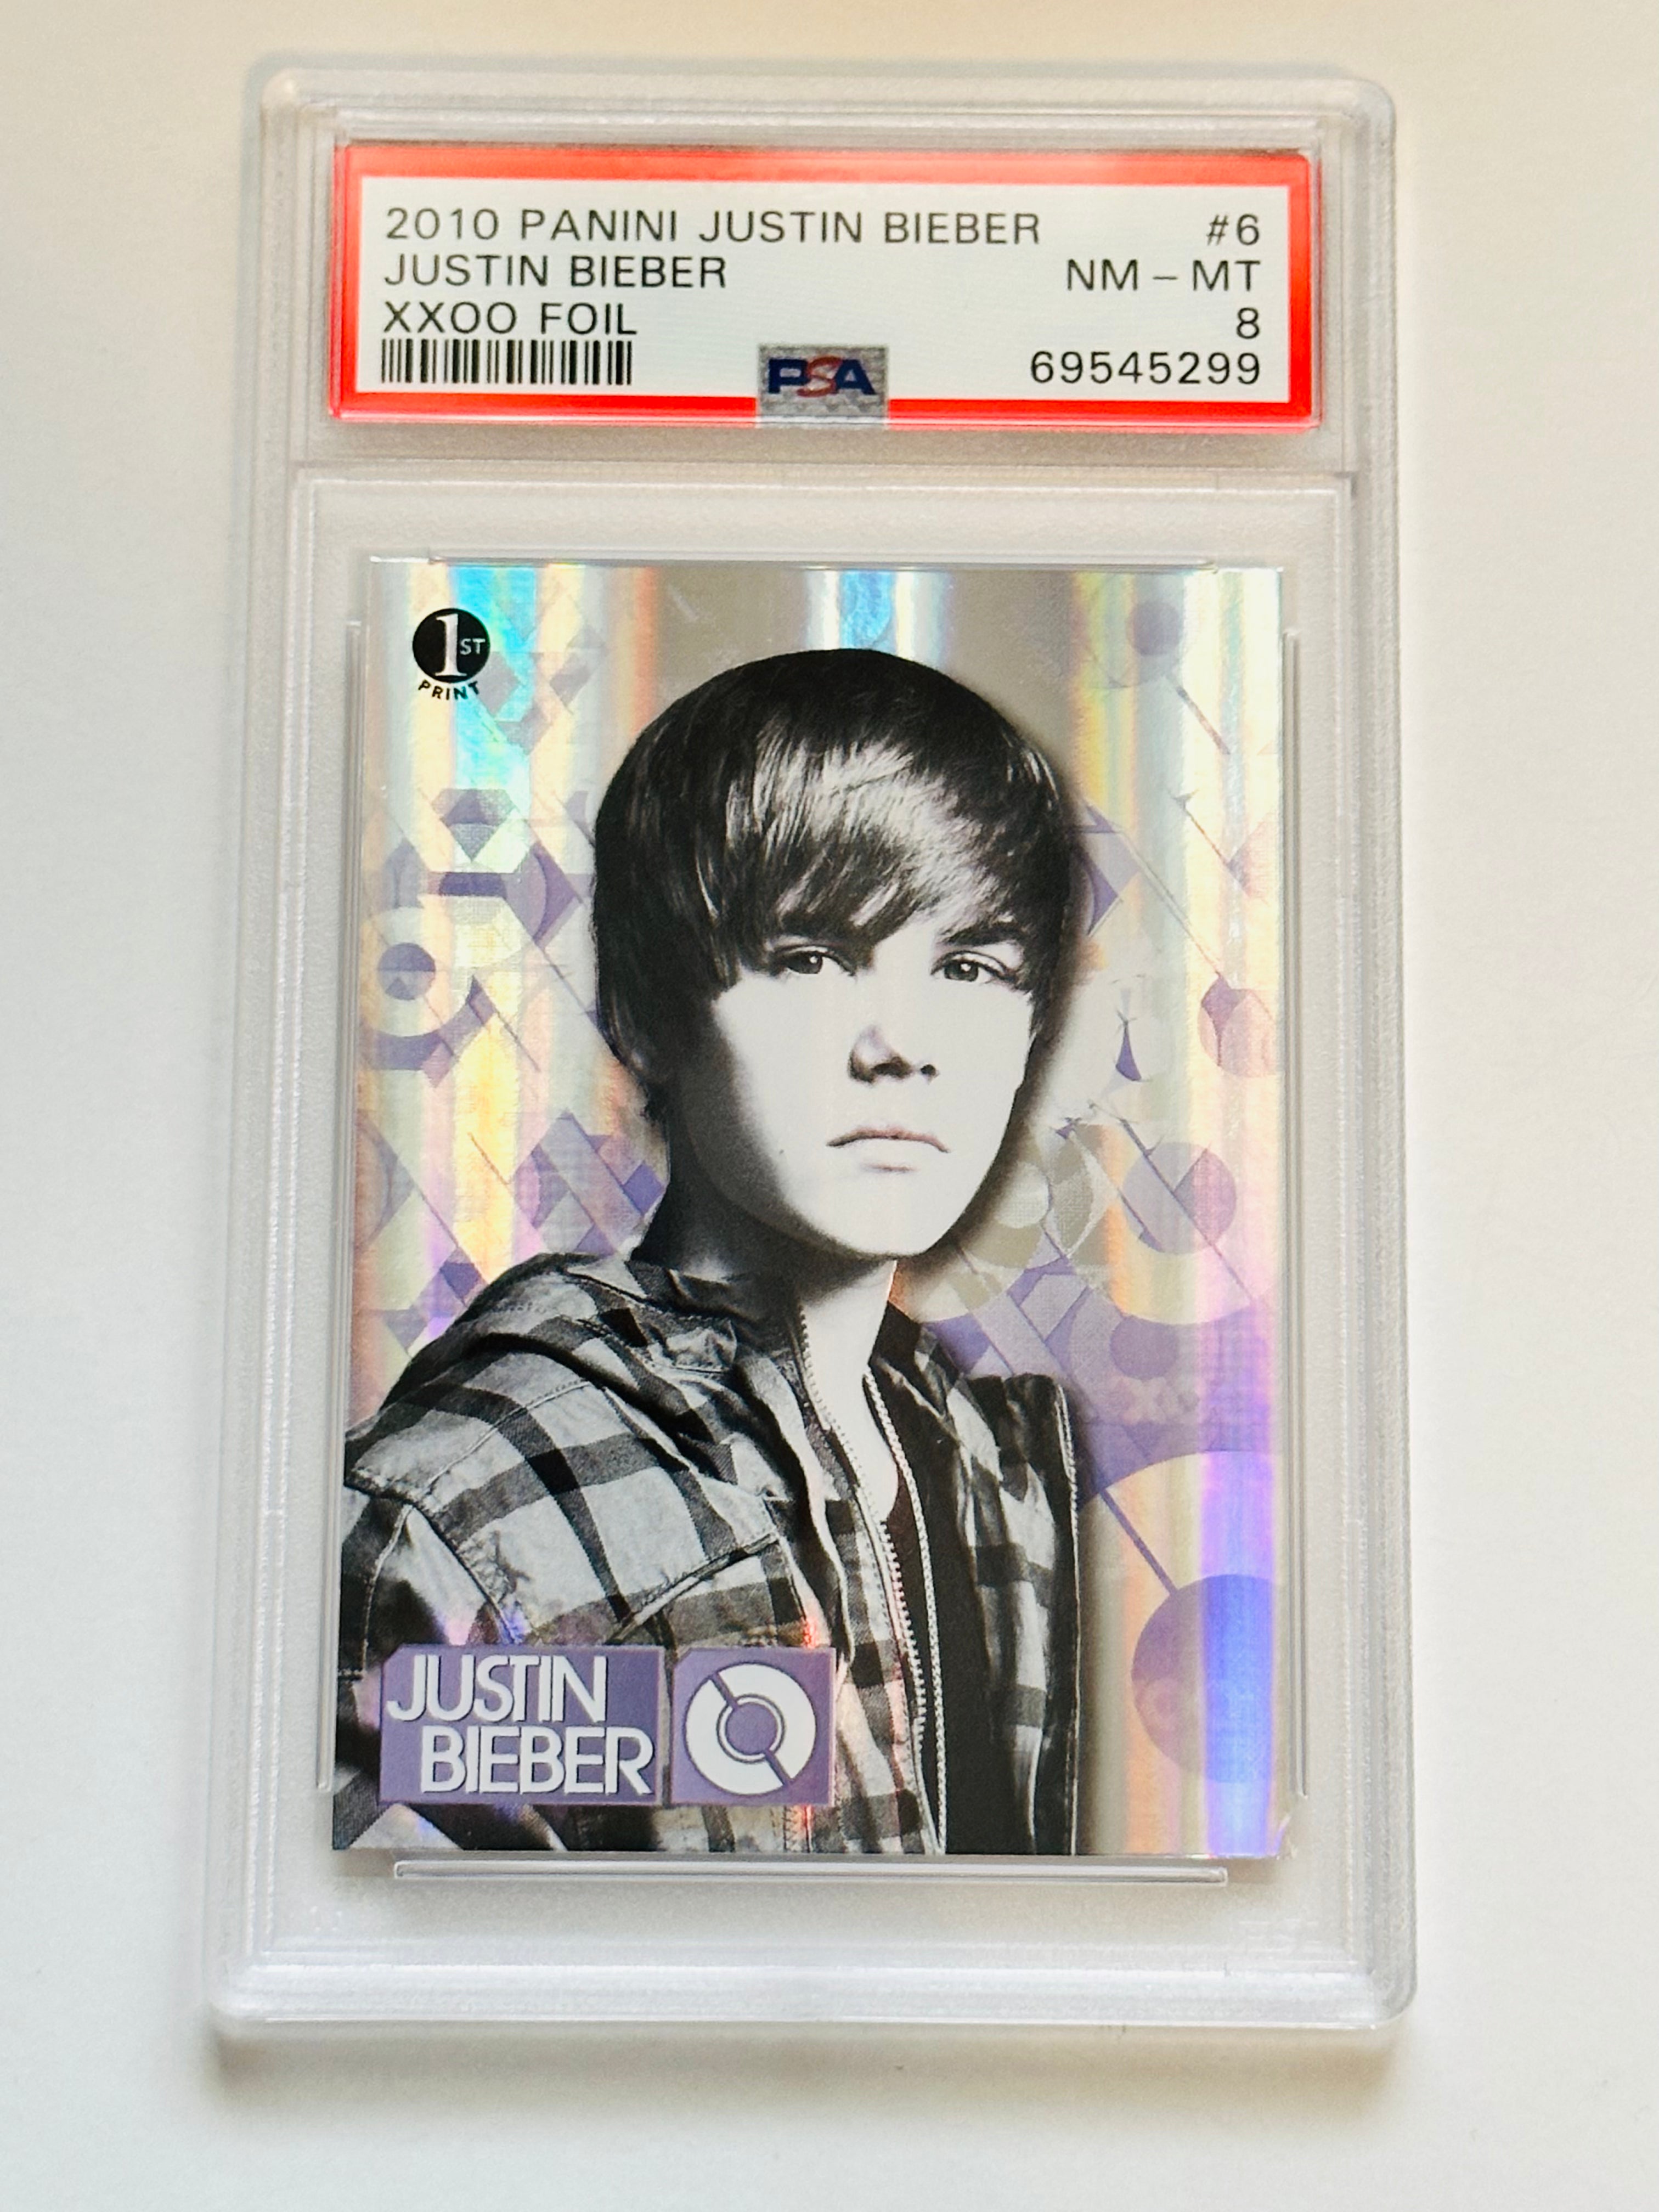 2010 PANINI JUSTIN BIEBER #6
JUSTIN BIEBER NM – MT
XXOO FOIL 8
PSA 69545299
1ST
PRINT
JUSTIN
BIEBER